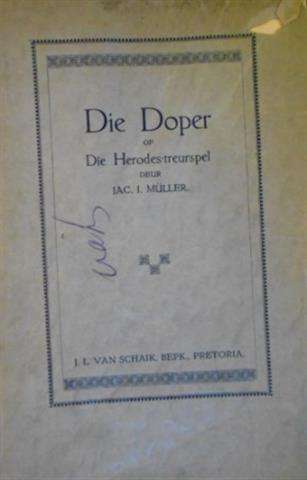 Die Doper
OF
Die Herodes-treurspel
DEUR
JAC. J. MÜLLER.
J. L. VAN SCHAIK, BEPK., PRETORIA.